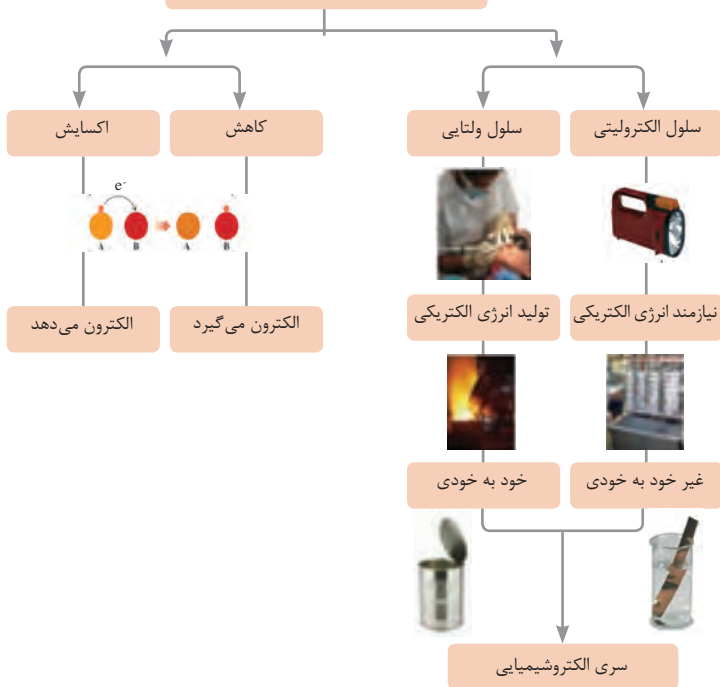 سلول الکترولیتی
سلول ولتایی
کاهش
اکسایش
e⁻
A B A B
نیازمند انرژی الکتریکی
تولید انرژی الکتریکی
الکترون می‌گیرد
الکترون می‌دهد
غیر خود به خودی
خود به خودی
سری الکتروشیمیایی